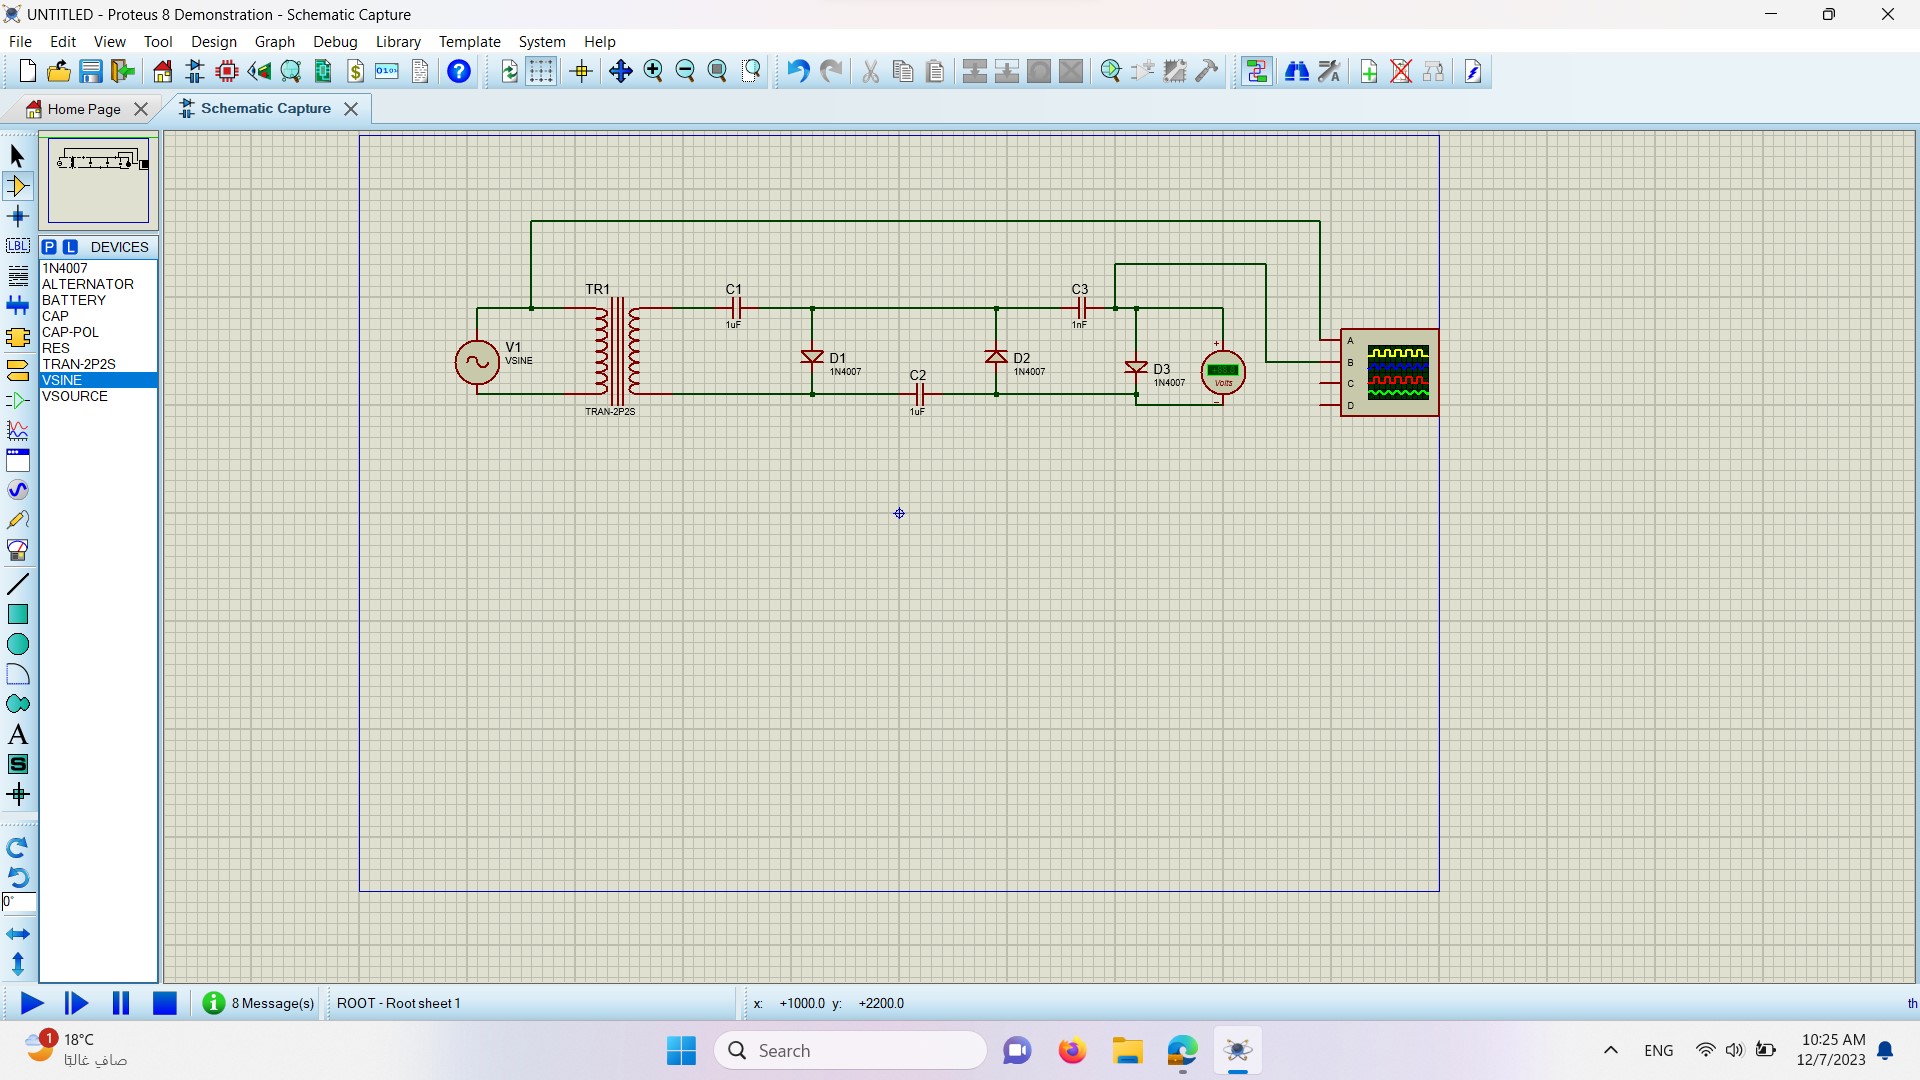 UNTITLED - Proteus 8 Demonstration - Schematic Capture
File Edit View Tool Design Graph Debug Library Template System Help
Home Page
Schematic Capture
P L DEVICES
1N4007
ALTERNATOR
BATTERY
CAP
CAP-POL
RES
TRAN-2P2S
VSINE
VSOURCE
LBL
A
S
0°
TR1
TRAN-2P2S
V1
VSINE
C1
1uF
D1
1N4007
C2
1uF
D2
1N4007
C3
1nF
D3
1N4007
+
Volts
A
B
C
D
8 Message(s)
ROOT - Root sheet 1
x: +1000.0 y: +2200.0
th
1
18°C
صافٍ غالبًا
Search
ENG
10:25 AM
12/7/2023